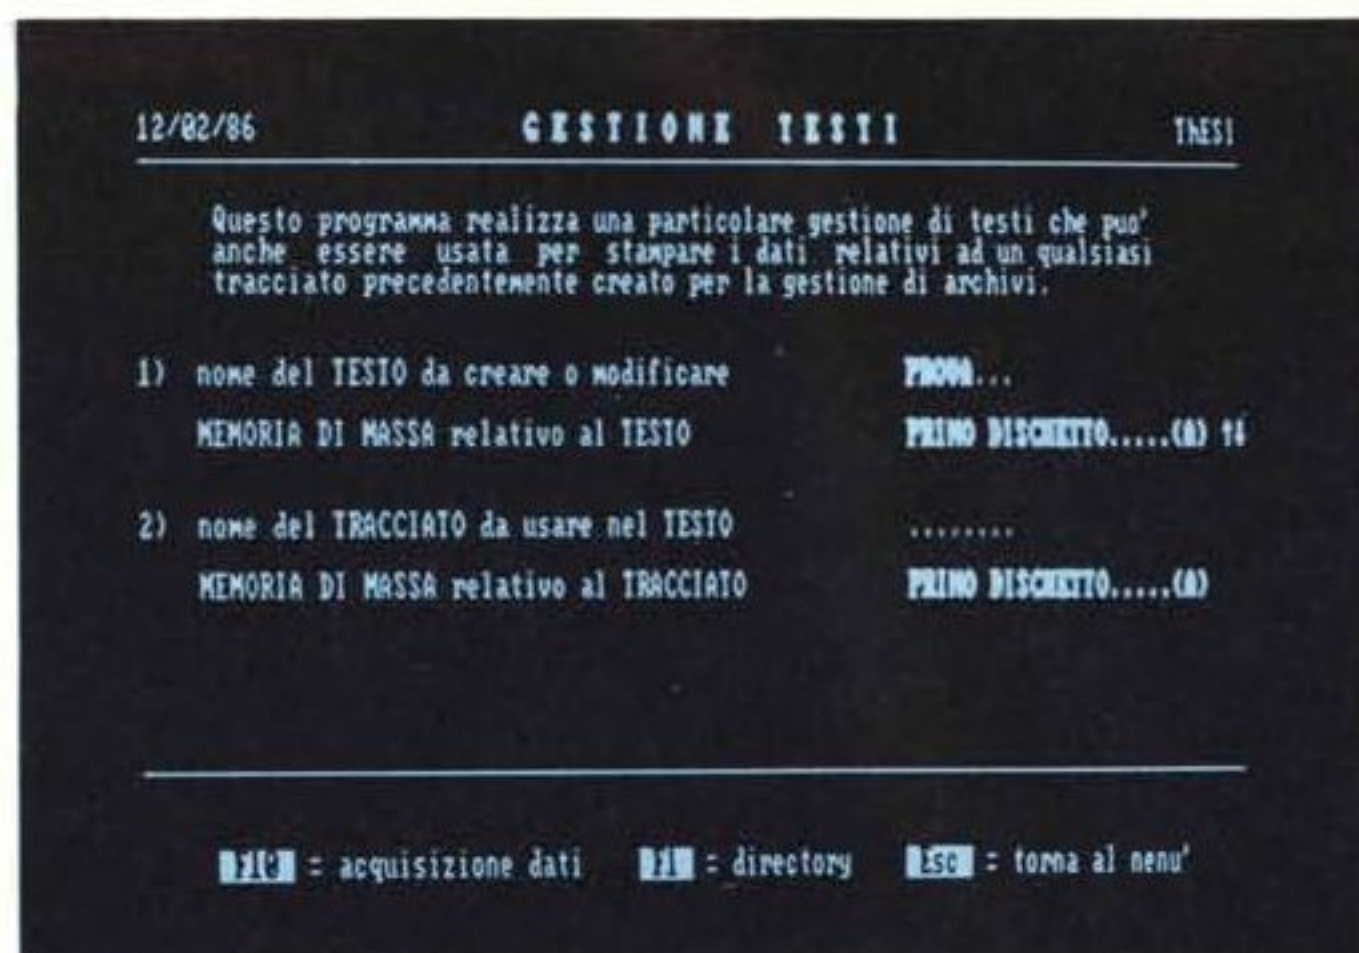 12/02/86 GESTIONE TESTI ThESI
Questo programma realizza una particolare gestione di testi che puo'
anche essere usata per stampare i dati relativi ad un qualsiasi
tracciato precedentemente creato per la gestione di archivi.
1) nome del TESTO da creare o modificare PROVA...
MEMORIA DI MASSA relativo al TESTO PRIMO DISCHETTO.....(A) ↑↓
2) nome del TRACCIATO da usare nel TESTO ........
MEMORIA DI MASSA relativo al TRACCIATO PRIMO DISCHETTO.....(A)
F10 = acquisizione dati F1 = directory ESC = torna al menu'